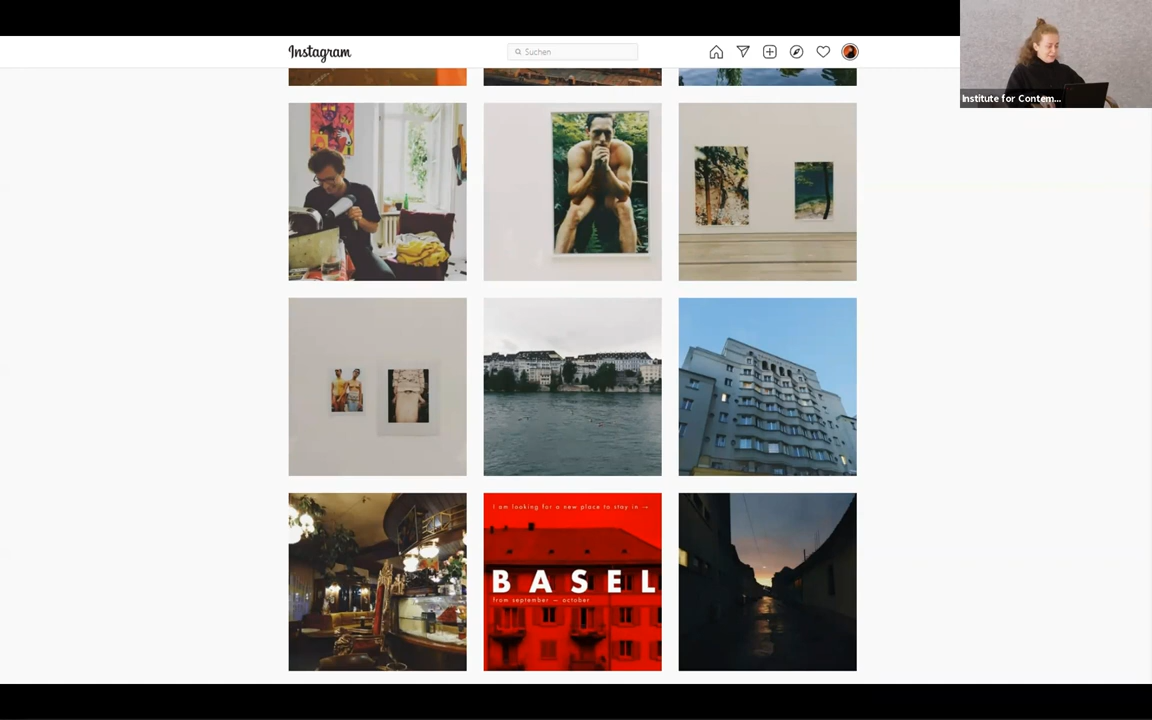 Instagram
Suchen
Institute for Contem...
I am looking for a new place to stay in →
BASEL
from september – october